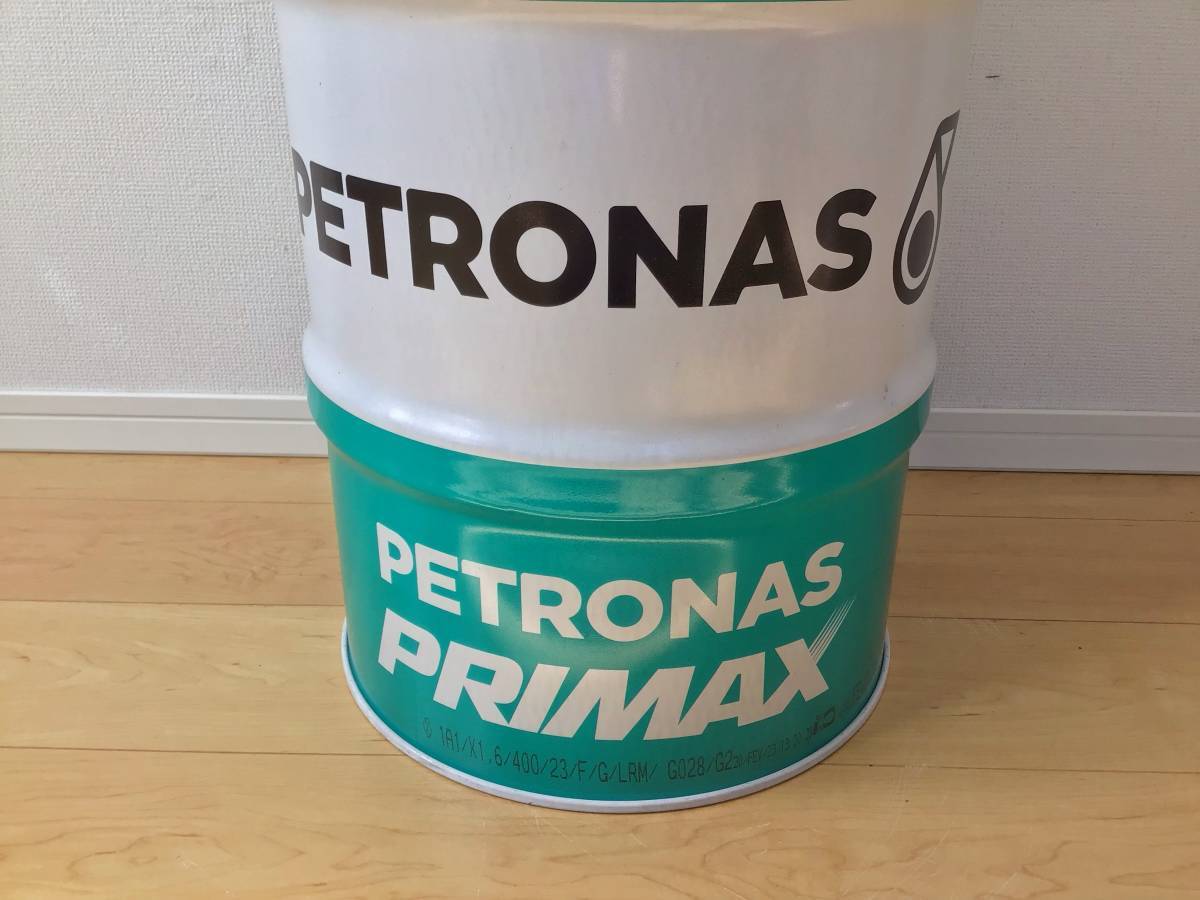 PETRONAS
PETRONAS
PRIMAX
1A1/X1,6/400/23/F/G/LRM/ G028/G2